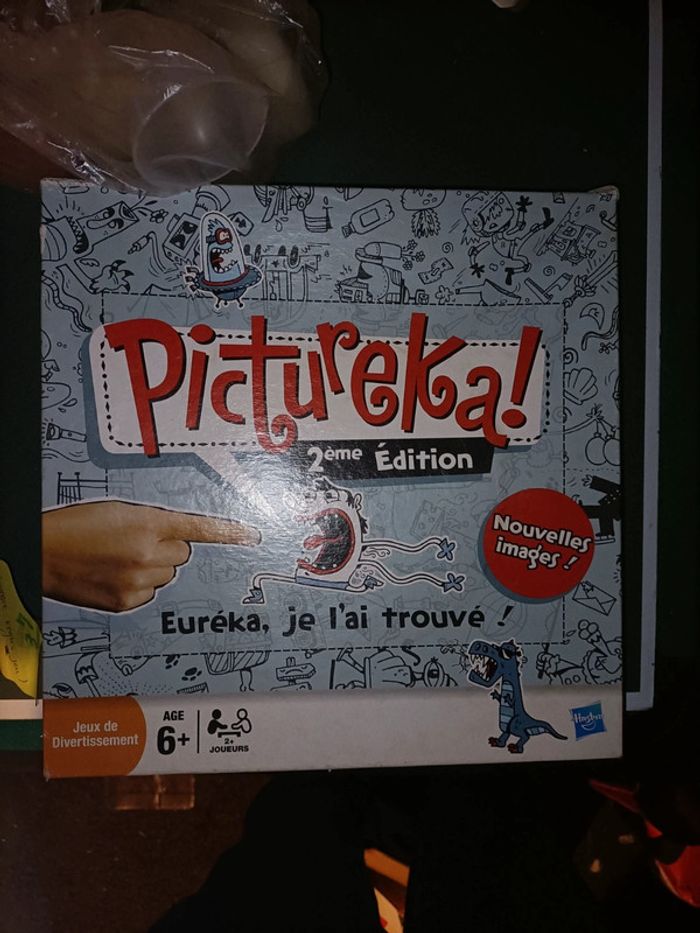 Pictureka!
2ème Édition
Nouvelles
images !
Euréka, je l'ai trouvé !
Jeux de
Divertissement
AGE
6+
2+
JOUEURS
Hasbro